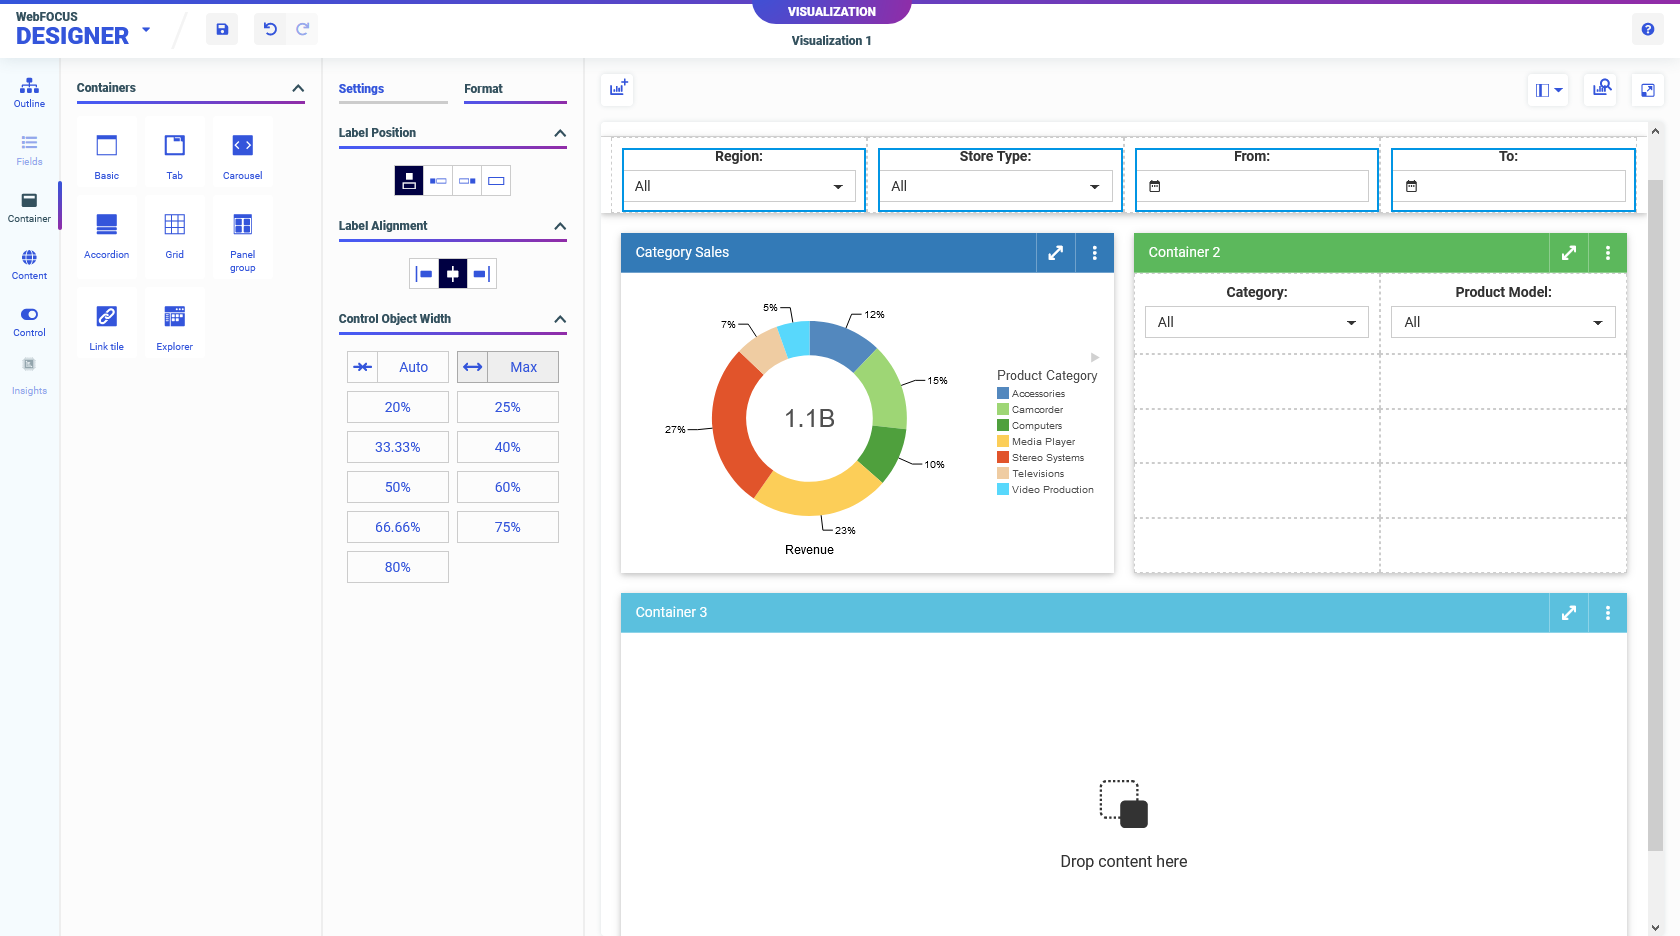 WebFOCUS
DESIGNER
VISUALIZATION
Visualization 1
Outline
Fields
Container
Content
Control
Insights
Containers
Basic
Tab
Carousel
Accordion
Grid
Panel
group
Link tile
Explorer
Settings
Format
Label Position
Label Alignment
Control Object Width
Auto
Max
20%
25%
33.33%
40%
50%
60%
66.66%
75%
80%
Region:
All
Store Type:
All
From:
To:
Category Sales
5%
12%
7%
15%
27%
1.1B
10%
23%
Revenue
Product Category
Accessories
Camcorder
Computers
Media Player
Stereo Systems
Televisions
Video Production
Container 2
Category:
All
Product Model:
All
Container 3
Drop content here